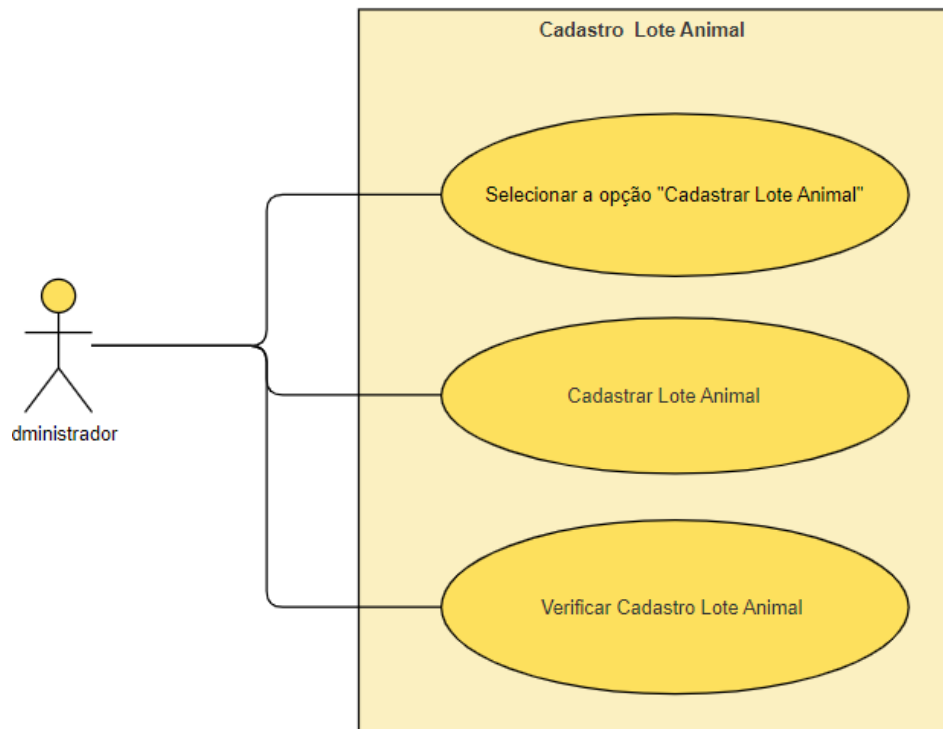 Cadastro Lote Animal
Selecionar a opção "Cadastrar Lote Animal"
Cadastrar Lote Animal
dministrador
Verificar Cadastro Lote Animal